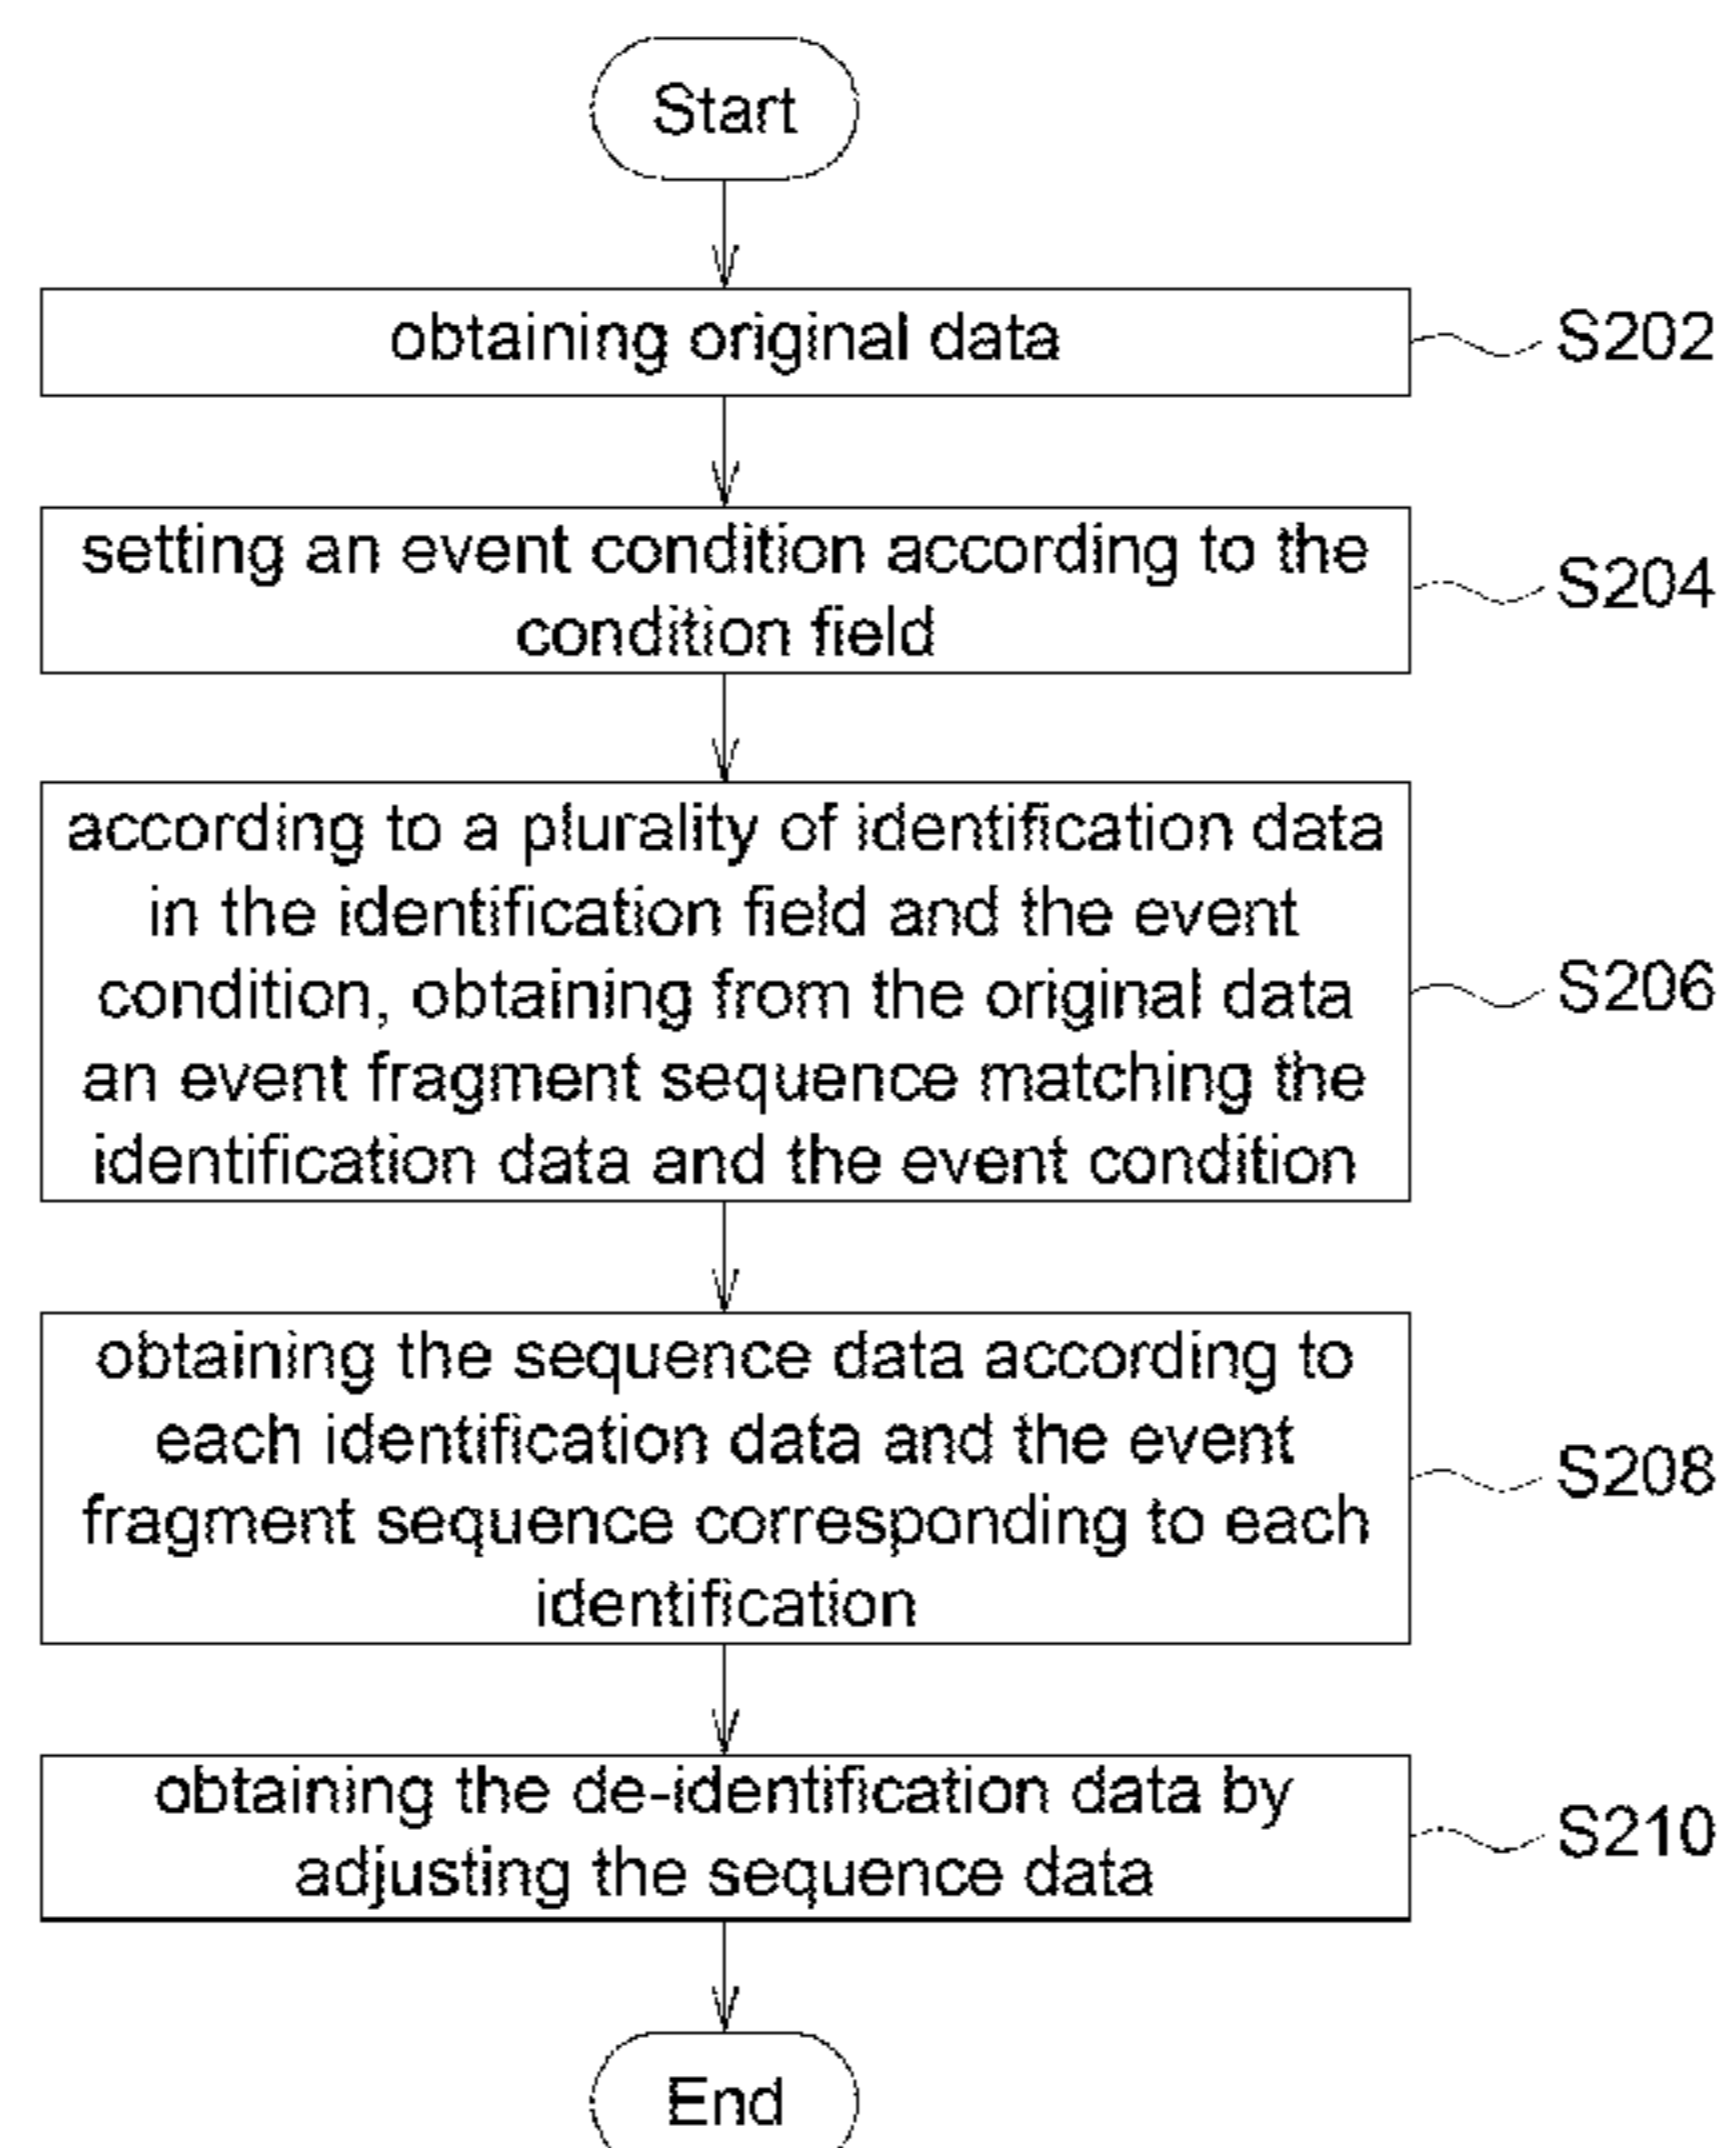 Start
obtaining original data
S202
setting an event condition according to the
condition field
S204
according to a plurality of identification data
in the identification field and the event
condition, obtaining from the original data
an event fragment sequence matching the
identification data and the event condition
S206
obtaining the sequence data according to
each identification data and the event
fragment sequence corresponding to each
identification
S208
obtaining the de-identification data by
adjusting the sequence data
S210
End